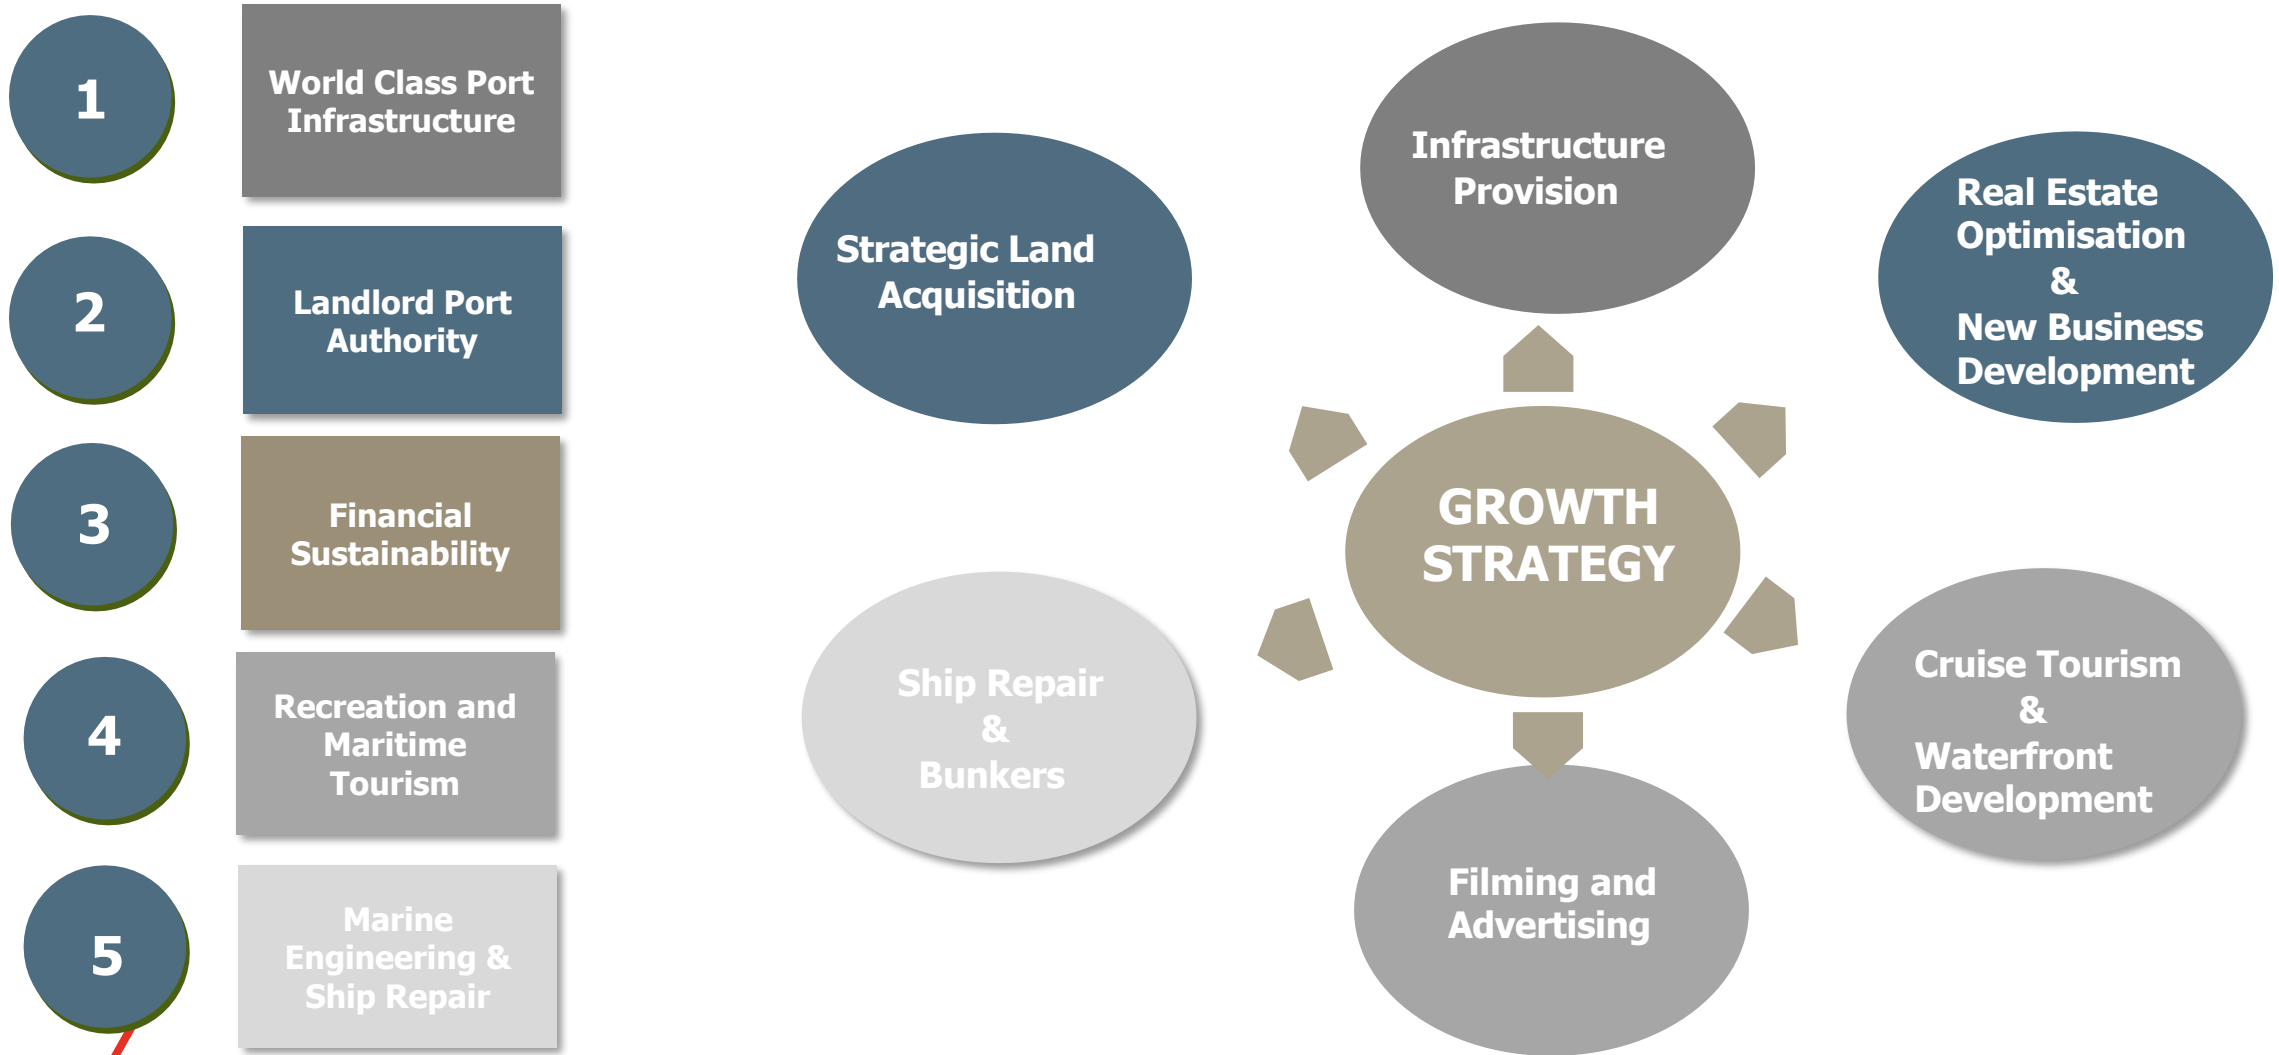 1
World Class Port
Infrastructure
2
Landlord Port
Authority
3
Financial
Sustainability
4
Recreation and
Maritime
Tourism
5
Marine
Engineering &
Ship Repair
Strategic Land
Acquisition
Infrastructure
Provision
Real Estate
Optimisation
&
New Business
Development
GROWTH
STRATEGY
Ship Repair
&
Bunkers
Cruise Tourism
&
Waterfront
Development
Filming and
Advertising